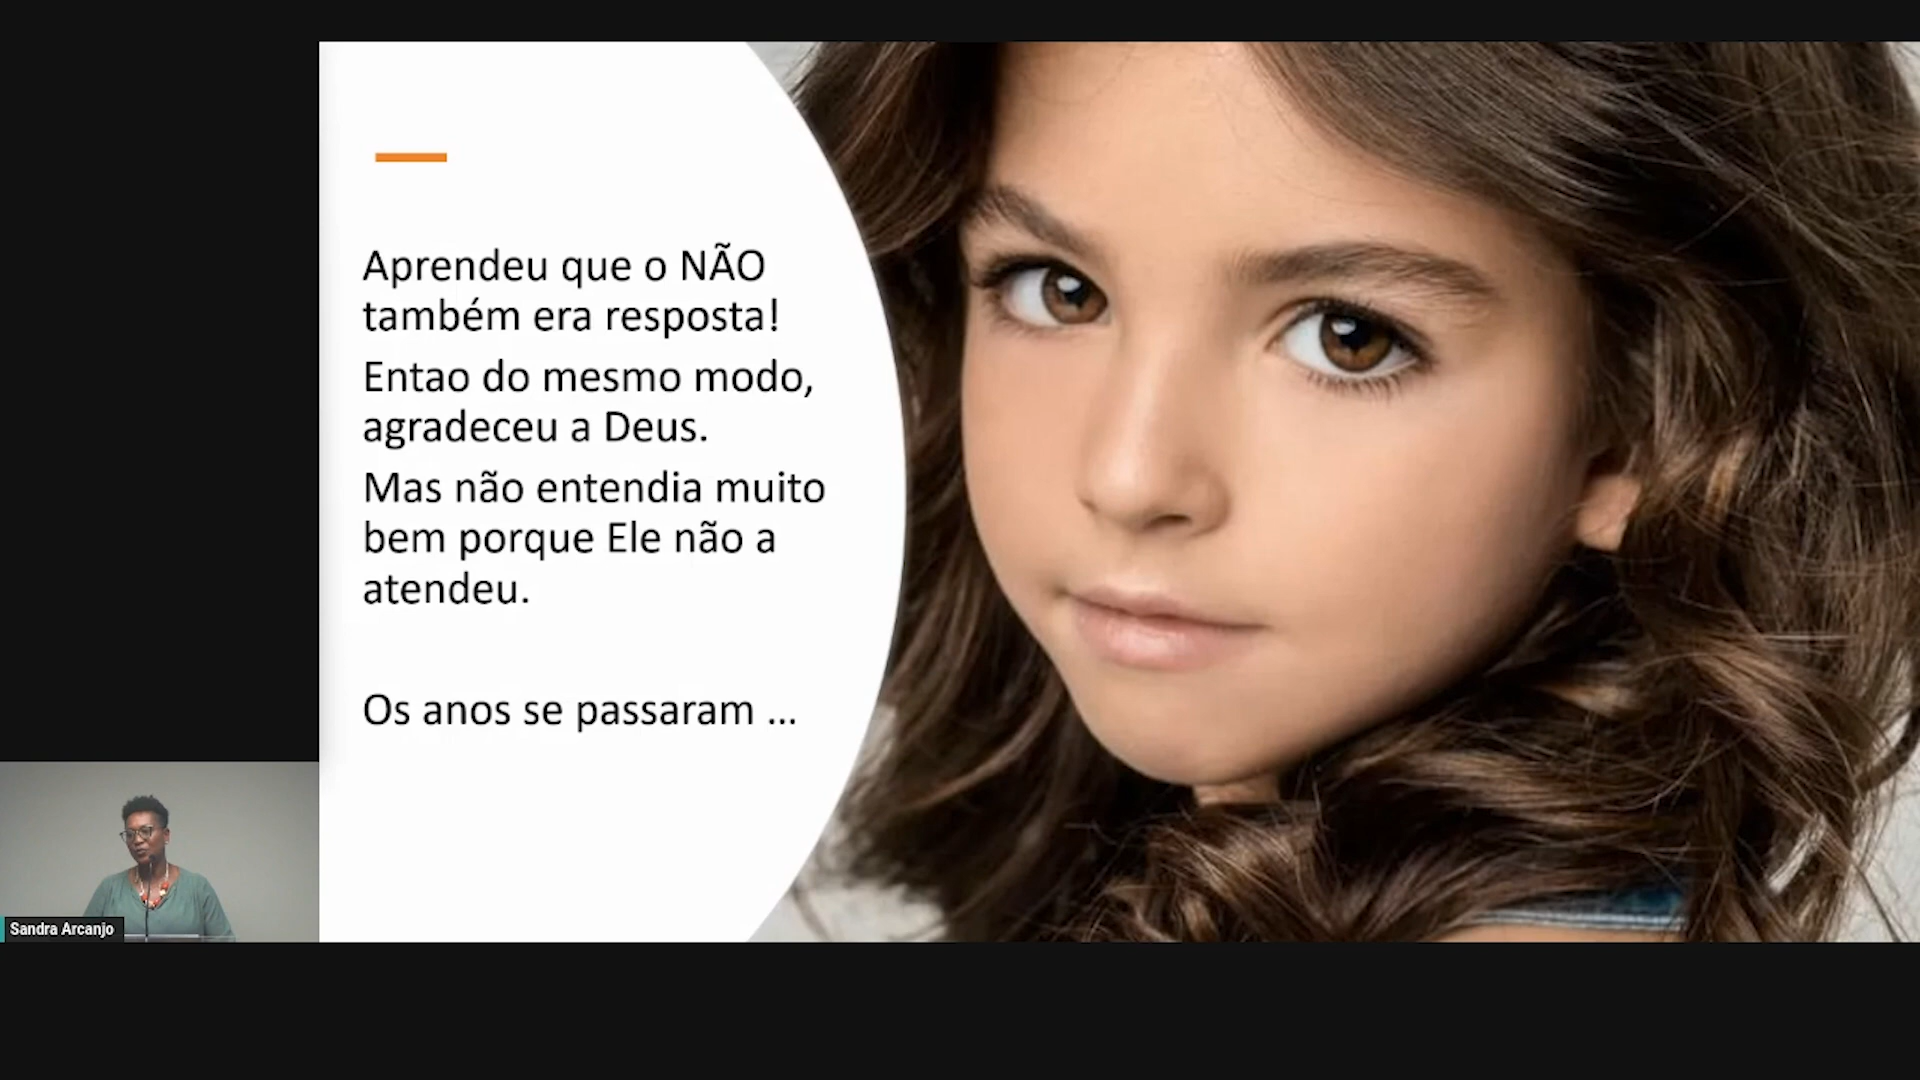 Aprendeu que o NÃO
também era resposta!
Entao do mesmo modo,
agradeceu a Deus.
Mas não entendia muito
bem porque Ele não a
atendeu.
Os anos se passaram ...
Sandra Arcanjo